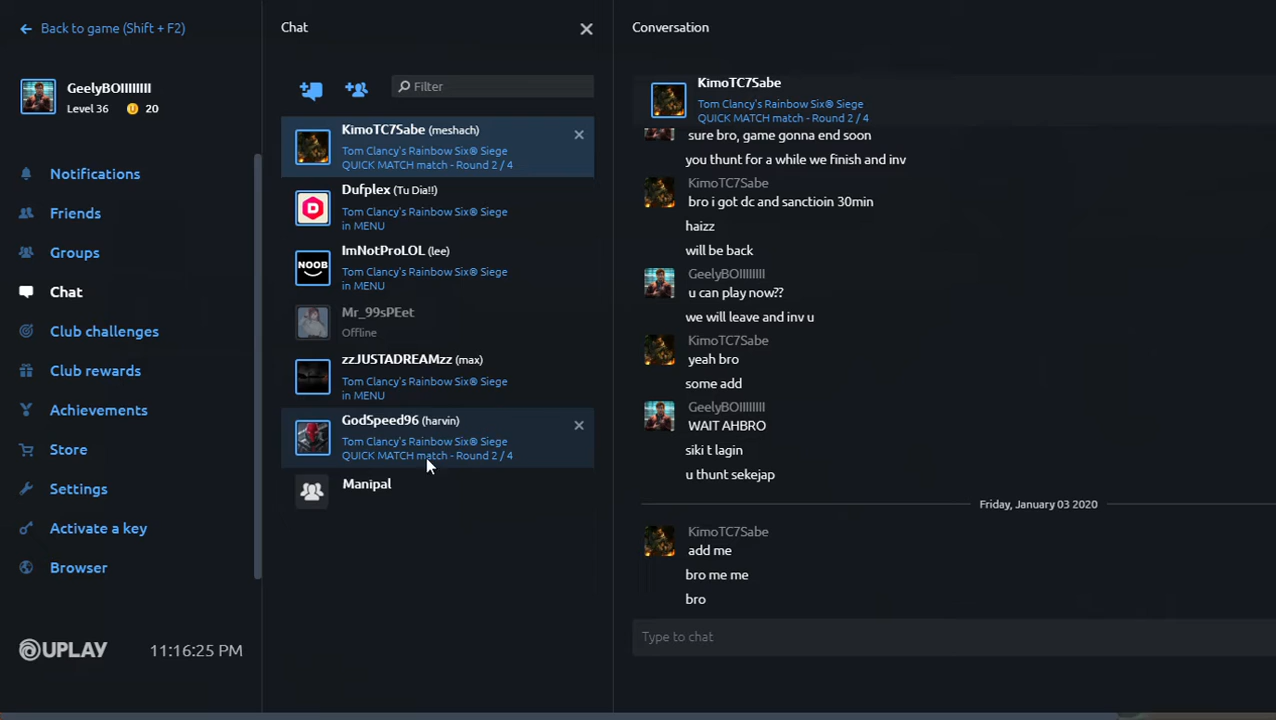 Back to game (Shift + F2)
GeelyBOIIIIIIII
Level 36 20
Notifications
Friends
Groups
Chat
Club challenges
Club rewards
Achievements
Store
Settings
Activate a key
Browser
UPLAY 11:16:25 PM
Chat
Filter
KimoTC7Sabe (meshach)
Tom Clancy's Rainbow Six® Siege
QUICK MATCH match - Round 2 / 4
Dufplex (Tu Dia!!)
Tom Clancy's Rainbow Six® Siege
in MENU
NOOB
ImNotProLOL (lee)
Tom Clancy's Rainbow Six® Siege
in MENU
Mr_99sPEet
Offline
zzJUSTADREAMzz (max)
Tom Clancy's Rainbow Six® Siege
in MENU
GodSpeed96 (harvin)
Tom Clancy's Rainbow Six® Siege
QUICK MATCH match - Round 2 / 4
Manipal
Conversation
KimoTC7Sabe
Tom Clancy's Rainbow Six® Siege
QUICK MATCH match - Round 2 / 4
sure bro, game gonna end soon
you thunt for a while we finish and inv
KimoTC7Sabe
bro i got dc and sanctioin 30min
haizz
will be back
GeelyBOIIIIIIII
u can play now??
we will leave and inv u
KimoTC7Sabe
yeah bro
some add
GeelyBOIIIIIIII
WAIT AHBRO
siki t lagin
u thunt sekejap
Friday, January 03 2020
KimoTC7Sabe
add me
bro me me
bro
Type to chat